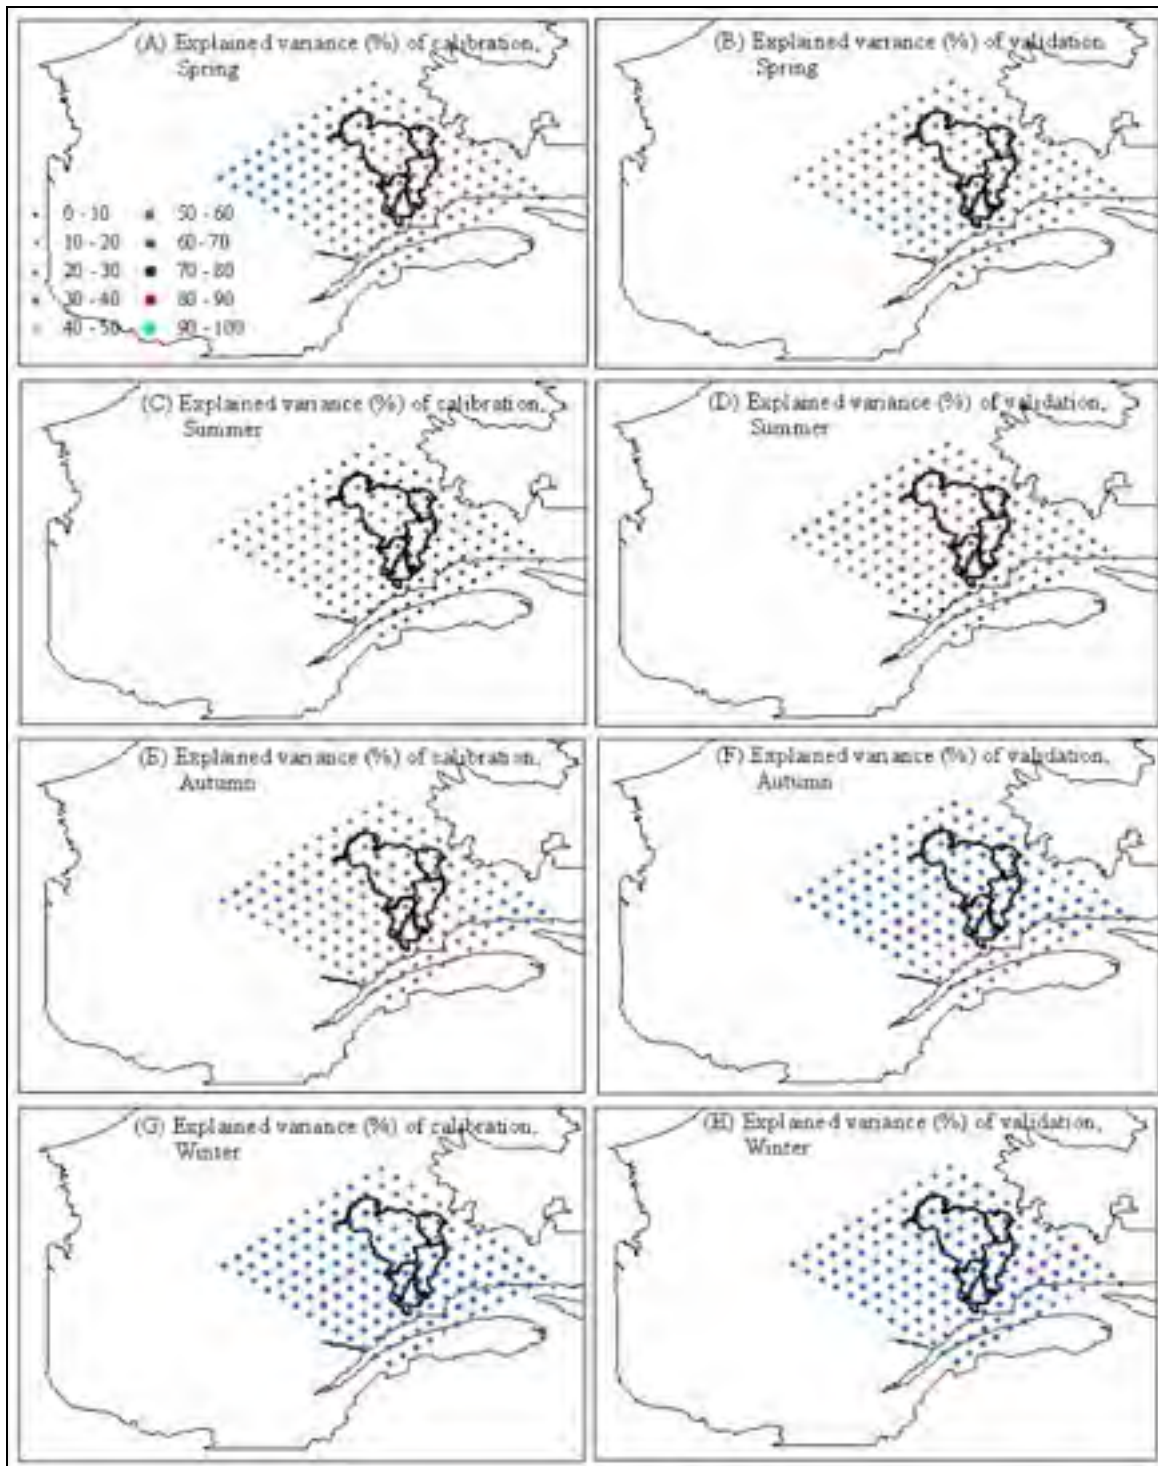 (A) Explained variance (%) of calibration,
Spring
(B) Explained variance (%) of validation
Spring
0 - 10
50 - 60
10 - 20
60 - 70
20 - 30
70 - 80
30 - 40
80 - 90
40 - 50
90 - 100
(C) Explained variance (%) of calibration,
Summer
(D) Explained variance (%) of validation,
Summer
(E) Explained variance (%) of calibration,
Autumn
(F) Explained variance (%) of validation,
Autumn
(G) Explained variance (%) of calibration,
Winter
(H) Explained variance (%) of validation,
Winter